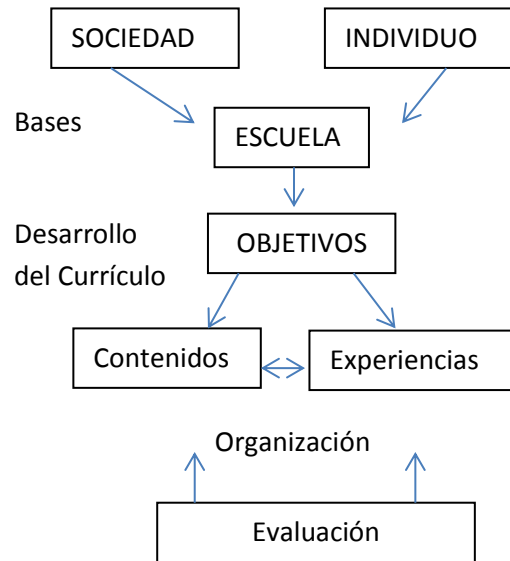 SOCIEDAD
INDIVIDUO
Bases
ESCUELA
Desarrollo
del Currículo
OBJETIVOS
Contenidos
Experiencias
Organización
Evaluación